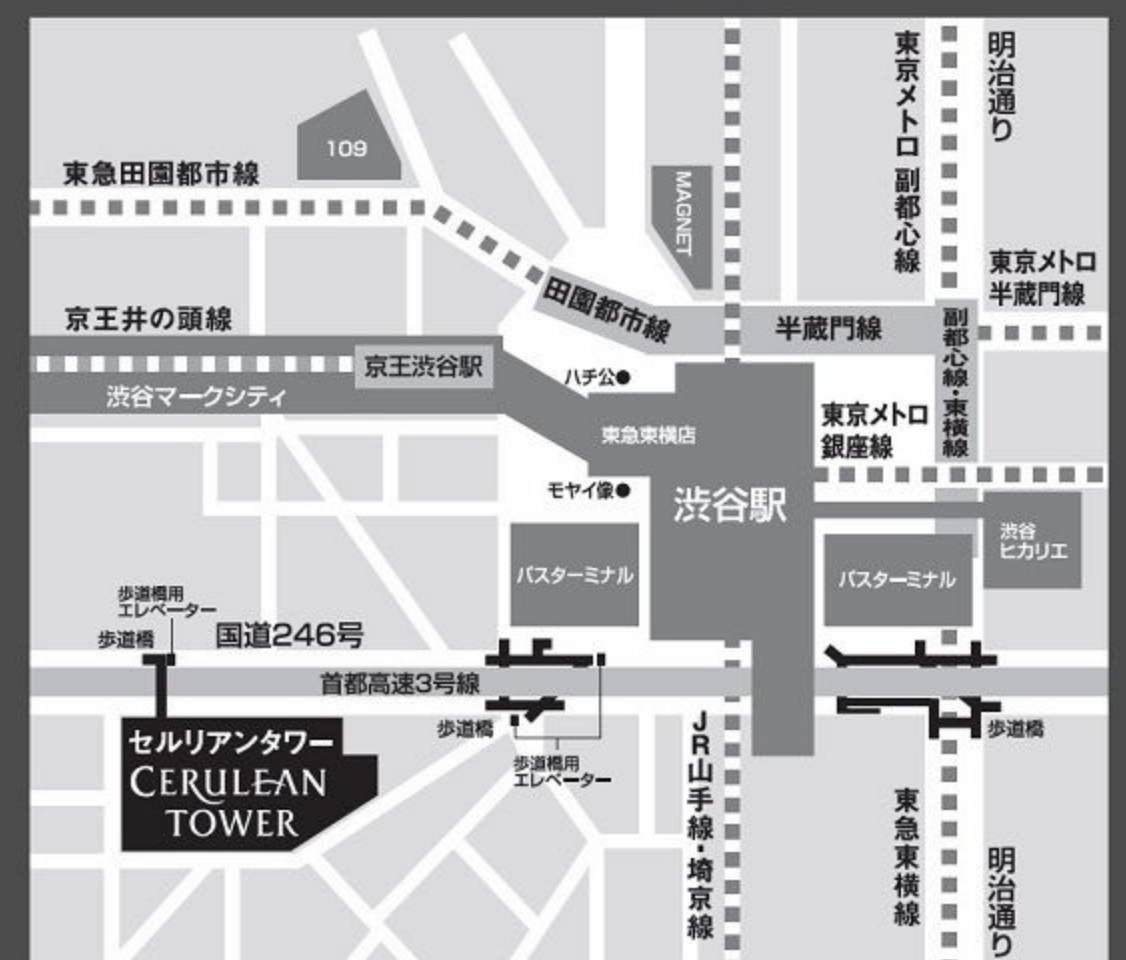 東京メトロ 副都心線
明治通り
109
東急田園都市線
MAGNET
東京メトロ
半蔵門線
田園都市線
半蔵門線
京王井の頭線
副都心線・東横線
京王渋谷駅
ハチ公●
渋谷マークシティ
東急東横店
東京メトロ
銀座線
モヤイ像●
渋谷駅
渋谷
ヒカリエ
バスターミナル
バスターミナル
歩道橋用
エレベーター
歩道橋
国道246号
首都高速3号線
歩道橋
歩道橋
セルリアンタワー
CERULEAN
TOWER
歩道橋用
エレベーター
JR山手線・埼京線
東急東横線
明治通り